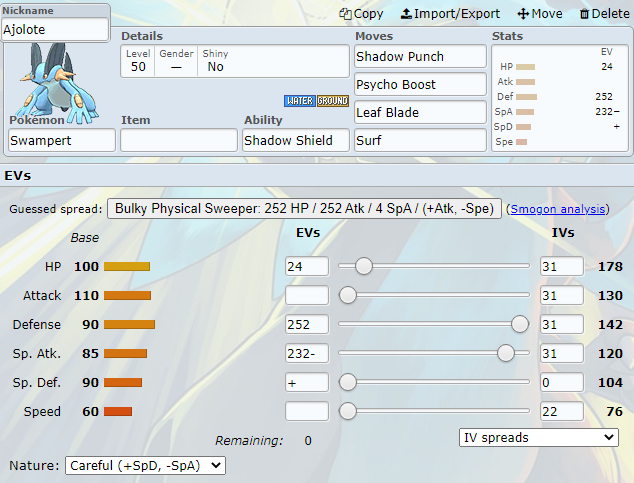 Nickname
Ajolote
Copy Import/Export Move Delete
Details
Level Gender Shiny
50 — No
WATER GROUND
Pokémon Item Ability
Swampert Shadow Shield
Moves
Shadow Punch
Psycho Boost
Leaf Blade
Surf
Stats
EV
HP 24
Atk
Def 252
SpA 232−
SpD +
Spe
EVs
Guessed spread: Bulky Physical Sweeper: 252 HP / 252 Atk / 4 SpA / (+Atk, -Spe) (Smogon analysis)
Base EVs IVs
HP 100 24 31 178
Attack 110 31 130
Defense 90 252 31 142
Sp. Atk. 85 232- 31 120
Sp. Def. 90 + 0 104
Speed 60 22 76
Remaining: 0 IV spreads
Nature: Careful (+SpD, -SpA)